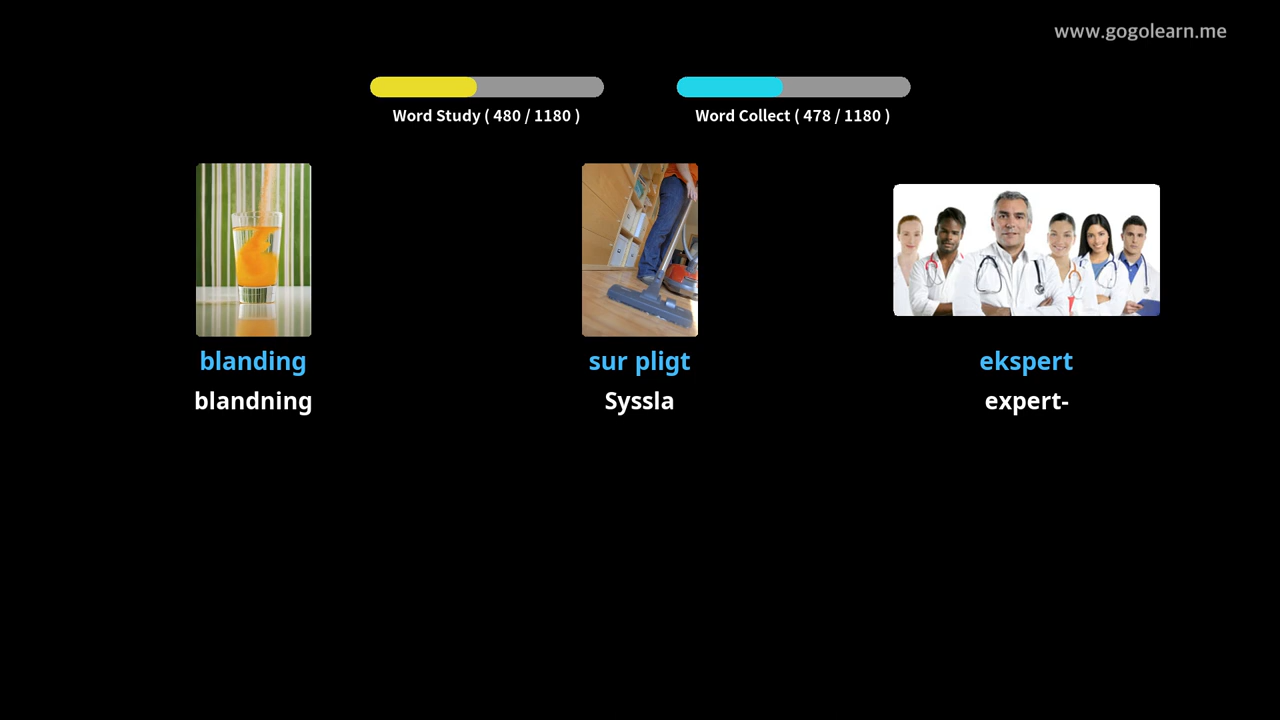 www.gogolearn.me
Word Study ( 480 / 1180 )
Word Collect ( 478 / 1180 )
blanding
blandning
sur pligt
Syssla
ekspert
expert-